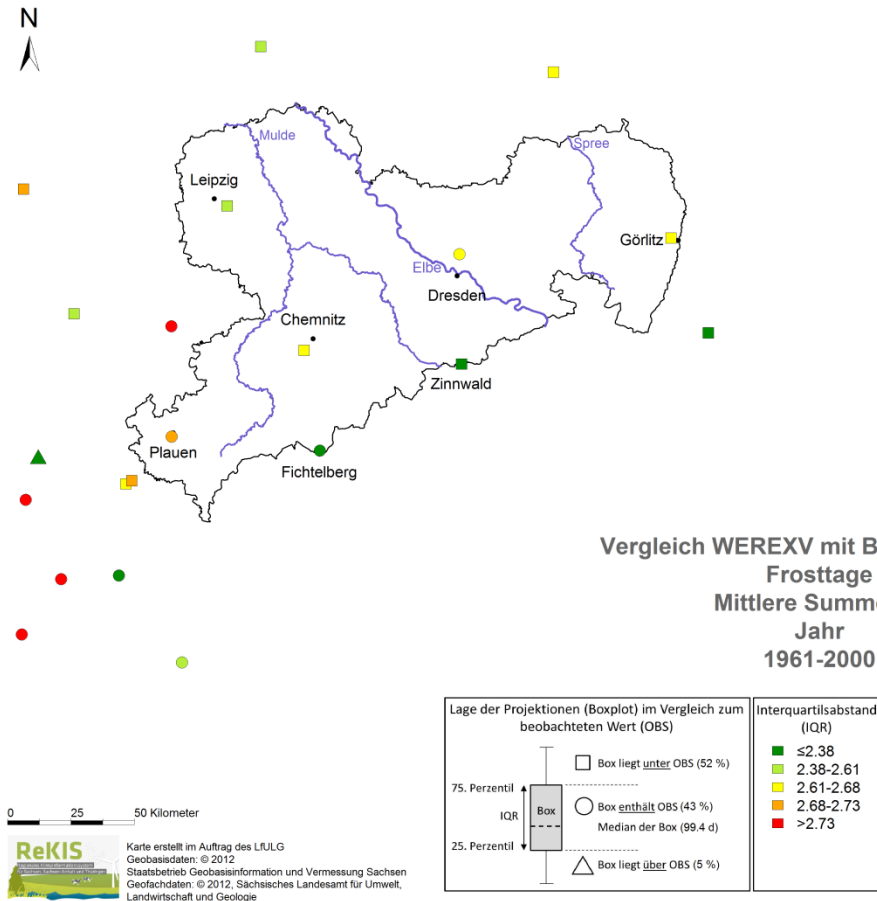 N
Mulde
Spree
Leipzig
Görlitz
Elbe
Dresden
Chemnitz
Zinnwald
Plauen
Fichtelberg
Vergleich WEREXV mit B
Frosttage
Mittlere Summe
Jahr
1961-2000
Lage der Projektionen (Boxplot) im Vergleich zum
beobachteten Wert (OBS)
75. Perzentil
IQR
25. Perzentil
Box
Box liegt unter OBS (52 %)
Box enthält OBS (43 %)
Median der Box (99.4 d)
Box liegt über OBS (5 %)
Interquartilsabstand
(IQR)
≤2.38
2.38-2.61
2.61-2.68
2.68-2.73
>2.73
0 25 50 Kilometer
ReKIS
Karte erstellt im Auftrag des LfULG
Geobasisdaten: © 2012
Staatsbetrieb Geobasisinformation und Vermessung Sachsen
Geofachdaten: © 2012, Sächsisches Landesamt für Umwelt,
Landwirtschaft und Geologie